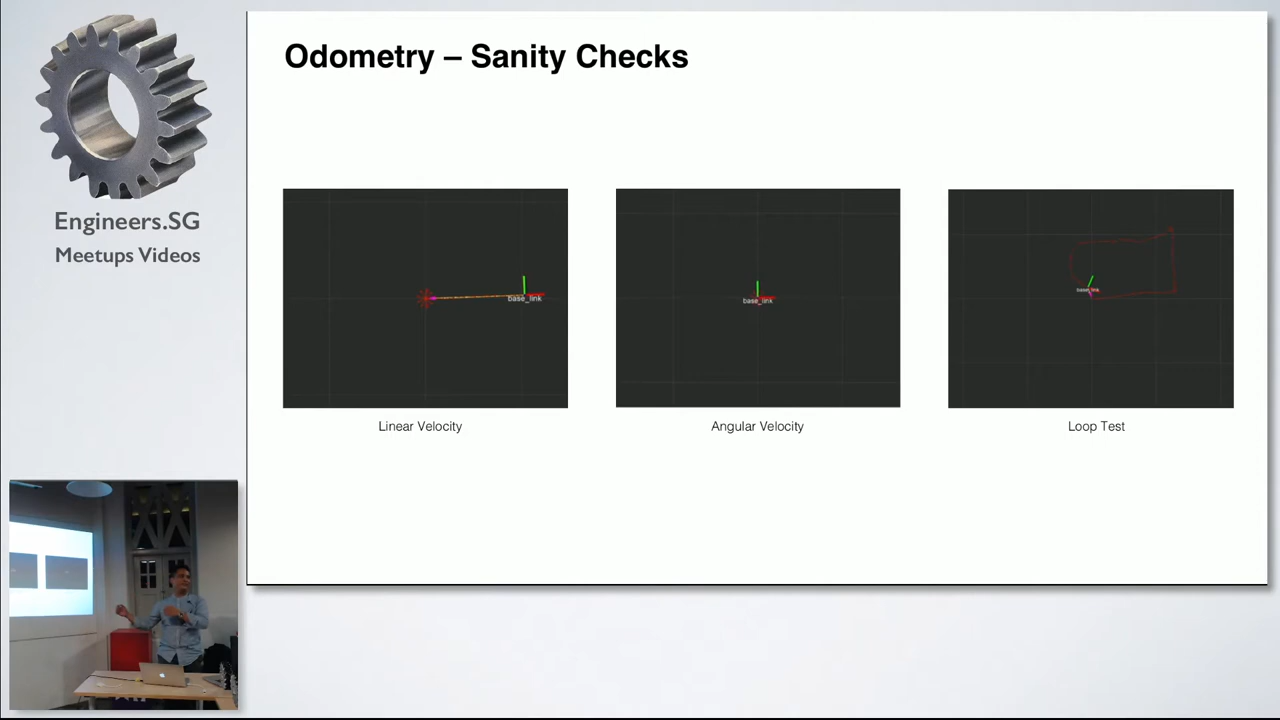 Odometry – Sanity Checks
Engineers.SG
Meetups Videos
base_link
base_link
base_link
Linear Velocity
Angular Velocity
Loop Test